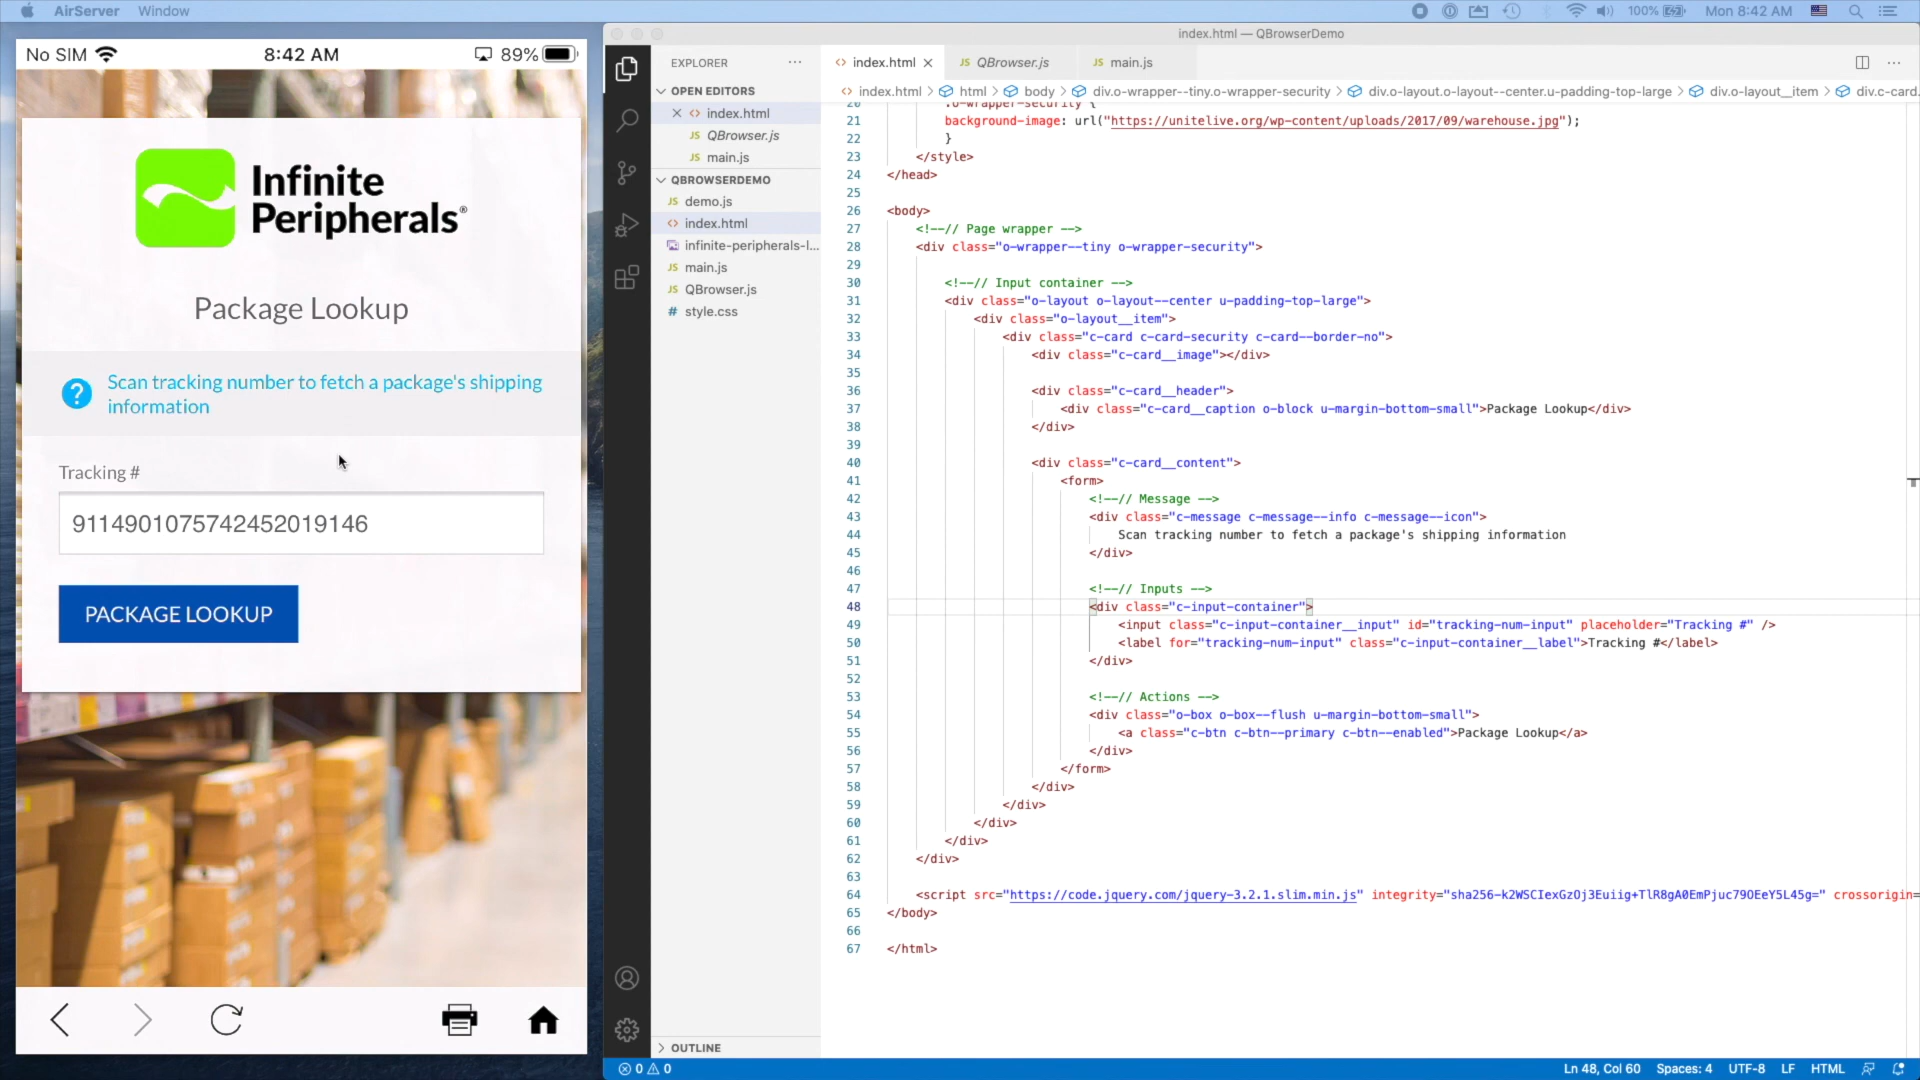 AirServer Window
100% Mon 8:42 AM
No SIM 8:42 AM 89%
Infinite
Peripherals®
Package Lookup
Scan tracking number to fetch a package's shipping
information
Tracking #
9114901075742452019146
PACKAGE LOOKUP
index.html — QBrowserDemo
EXPLORER
OPEN EDITORS
index.html
JS QBrowser.js
JS main.js
QBROWSERDEMO
JS demo.js
index.html
infinite-peripherals-l...
JS main.js
JS QBrowser.js
# style.css
OUTLINE
index.html
JS QBrowser.js
JS main.js
index.html > html > body > div.o-wrapper--tiny.o-wrapper-security > div.o-layout.o-layout--center.u-padding-top-large > div.o-layout__item > div.c-card.
20 .o-wrapper-security {
21 background-image: url("https://unitelive.org/wp-content/uploads/2017/09/warehouse.jpg");
22 }
23 </style>
24 </head>
25
26 <body>
27 <!--// Page wrapper -->
28 <div class="o-wrapper--tiny o-wrapper-security">
29
30 <!--// Input container -->
31 <div class="o-layout o-layout--center u-padding-top-large">
32 <div class="o-layout__item">
33 <div class="c-card c-card-security c-card--border-no">
34 <div class="c-card__image"></div>
35
36 <div class="c-card__header">
37 <div class="c-card__caption o-block u-margin-bottom-small">Package Lookup</div>
38 </div>
39
40 <div class="c-card__content">
41 <form>
42 <!--// Message -->
43 <div class="c-message c-message--info c-message--icon">
44 Scan tracking number to fetch a package's shipping information
45 </div>
46
47 <!--// Inputs -->
48 <div class="c-input-container">
49 <input class="c-input-container__input" id="tracking-num-input" placeholder="Tracking #" />
50 <label for="tracking-num-input" class="c-input-container__label">Tracking #</label>
51 </div>
52
53 <!--// Actions -->
54 <div class="o-box o-box--flush u-margin-bottom-small">
55 <a class="c-btn c-btn--primary c-btn--enabled">Package Lookup</a>
56 </div>
57 </form>
58 </div>
59 </div>
60 </div>
61 </div>
62 </div>
63
64 <script src="https://code.jquery.com/jquery-3.2.1.slim.min.js" integrity="sha256-k2WSCIexGzOj3Euiig+TlR8gA0EmPjuc79OEeY5L45g=" crossorigin=
65 </body>
66
67 </html>
0 0
Ln 48, Col 60 Spaces: 4 UTF-8 LF HTML